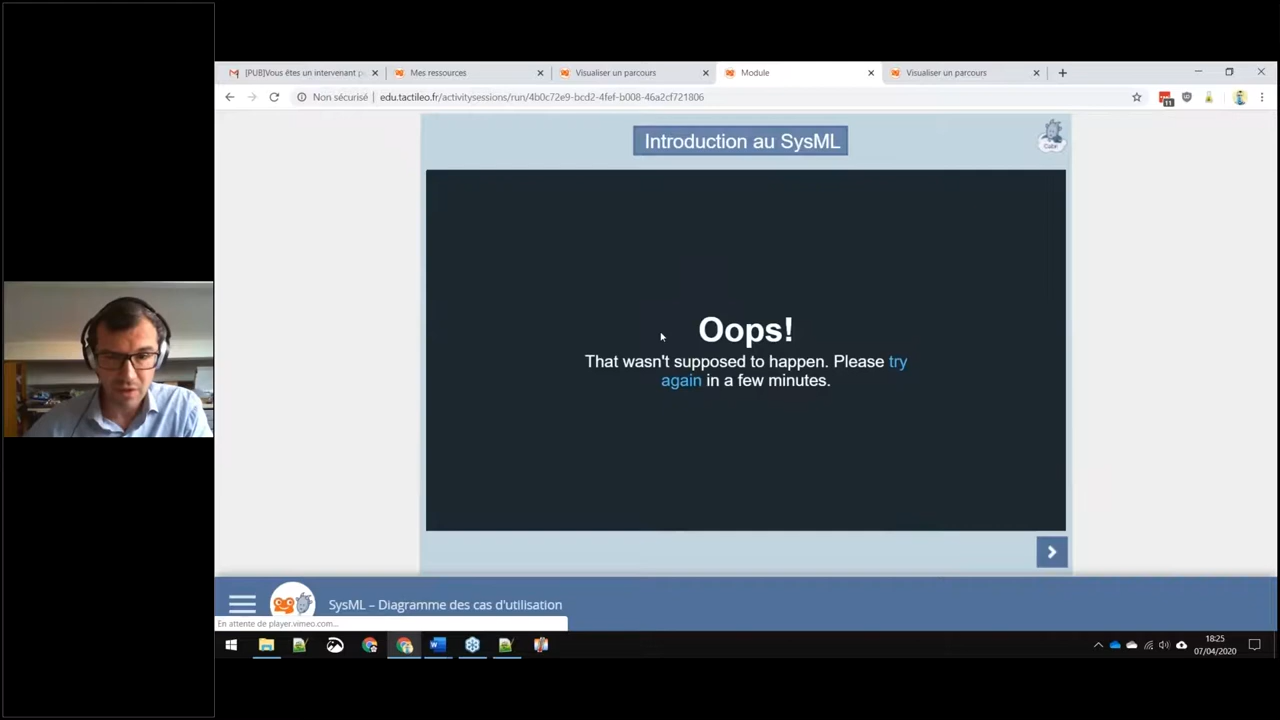 [PUB]Vous êtes un intervenant p
Mes ressources
Visualiser un parcours
Module
Visualiser un parcours
Non sécurisé
edu.tactileo.fr/activitysessions/run/4b0c72e9-bcd2-4fef-b008-46a2cf721806
11
Introduction au SysML
Oops!
That wasn't supposed to happen. Please try
again in a few minutes.
SysML – Diagramme des cas d'utilisation
En attente de player.vimeo.com...
18:25
07/04/2020